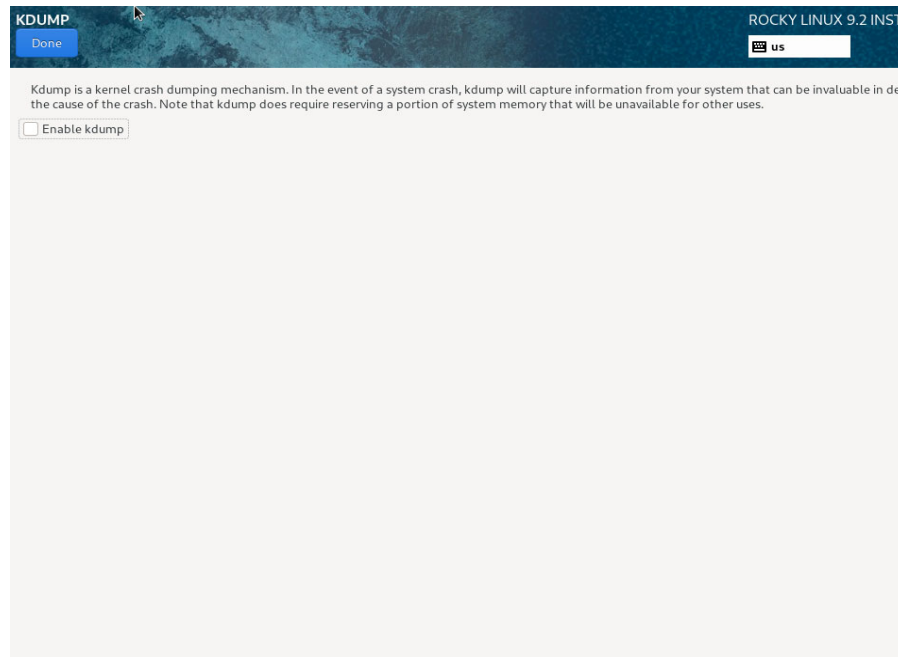 KDUMP
ROCKY LINUX 9.2 INST
Done
us
Kdump is a kernel crash dumping mechanism. In the event of a system crash, kdump will capture information from your system that can be invaluable in de
the cause of the crash. Note that kdump does require reserving a portion of system memory that will be unavailable for other uses.
Enable kdump